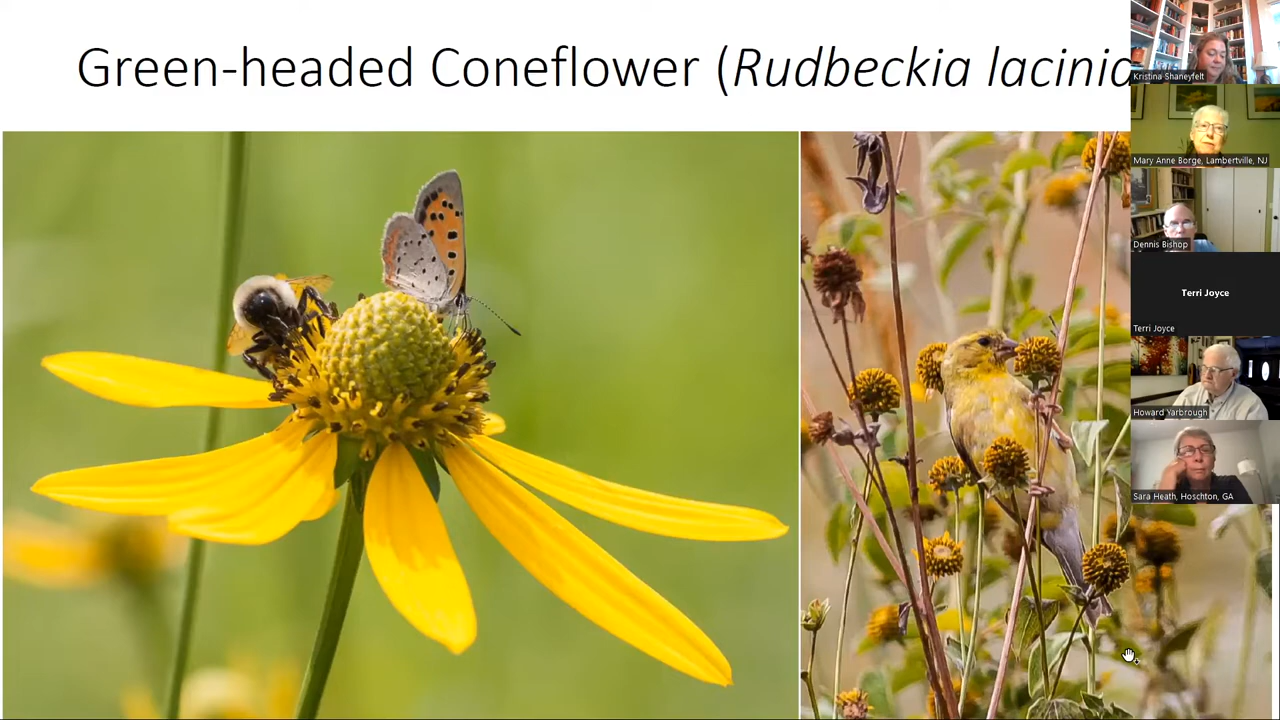 Green-headed Coneflower (Rudbeckia lacinia
Kristina Shaneyfelt
Mary Anne Borge, Lambertville, NJ
Dennis Bishop
Terri Joyce
Terri Joyce
Howard Yarbrough
Sara Heath, Hoschton, GA